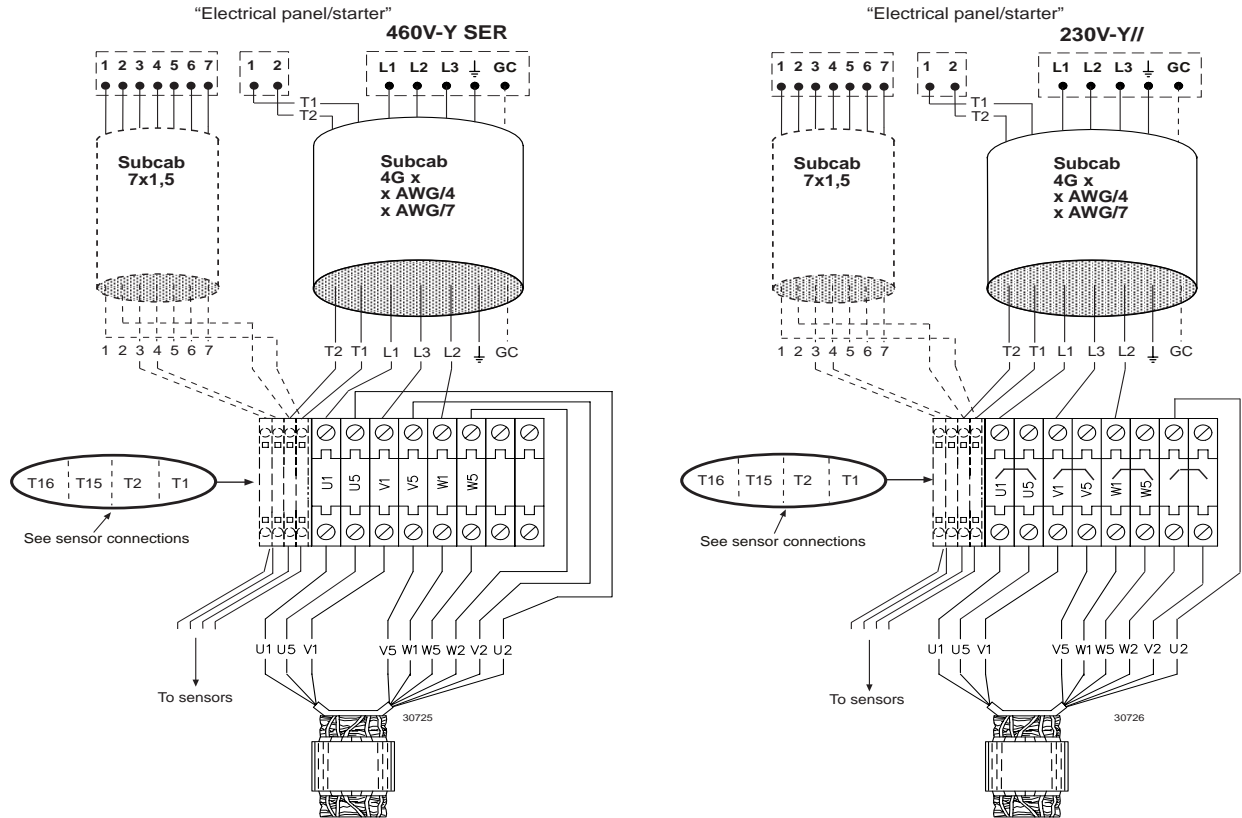 "Electrical panel/starter"
460V-Y SER
1 2 3 4 5 6 7
1 2
L1 L2 L3 ⏚ GC
T1
T2
Subcab
7x1,5
Subcab
4G x
x AWG/4
x AWG/7
1 2 3 4 5 6 7
T2 T1 L1 L3 L2 ⏚ GC
U1 U5 V1 V5 W1 W5
T16 T15 T2 T1
See sensor connections
U1 U5 V1 V5 W1 W5 W2 V2 U2
To sensors
30725
"Electrical panel/starter"
230V-Y//
1 2 3 4 5 6 7
1 2
L1 L2 L3 ⏚ GC
T1
T2
Subcab
7x1,5
Subcab
4G x
x AWG/4
x AWG/7
1 2 3 4 5 6 7
T2 T1 L1 L3 L2 ⏚ GC
U1 U5 V1 V5 W1 W5
T16 T15 T2 T1
See sensor connections
U1 U5 V1 V5 W1 W5 W2 V2 U2
To sensors
30726